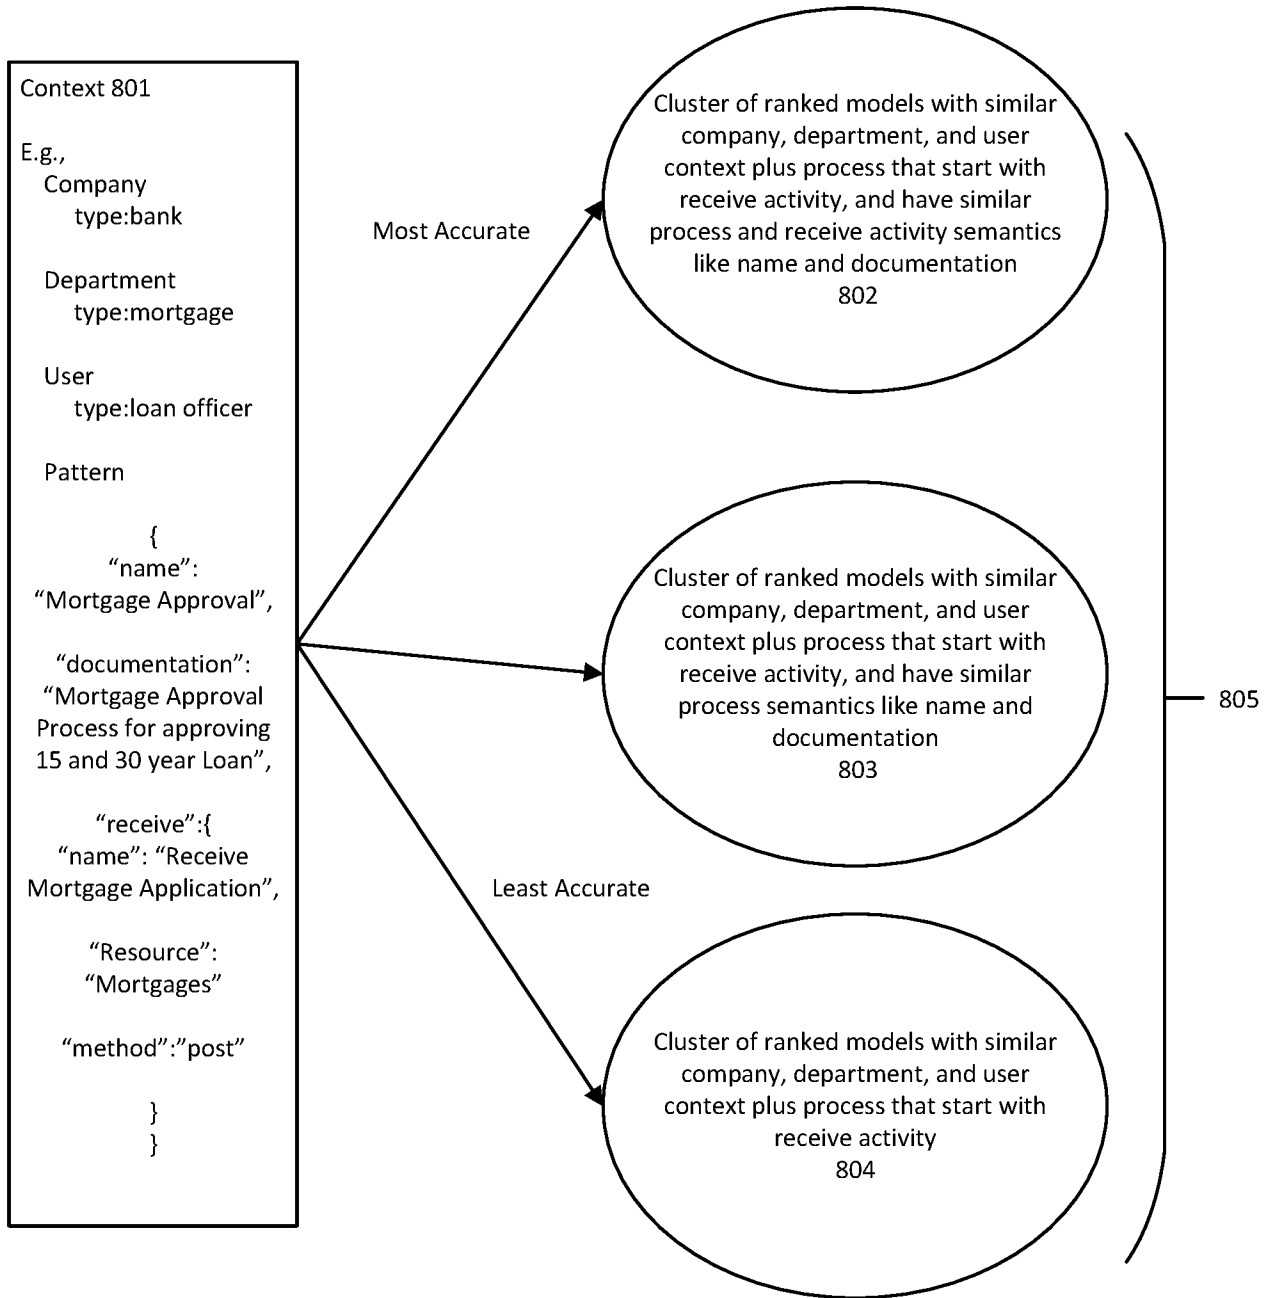 Context 801
E.g.,
Company
type:bank
Department
type:mortgage
User
type:loan officer
Pattern
{
“name”:
“Mortgage Approval”,
“documentation”:
“Mortgage Approval
Process for approving
15 and 30 year Loan”,
“receive”:{
“name”: “Receive
Mortgage Application”,
“Resource”:
“Mortgages”
“method”:”post”
}
}
Most Accurate
Least Accurate
Cluster of ranked models with similar
company, department, and user
context plus process that start with
receive activity, and have similar
process and receive activity semantics
like name and documentation
802
Cluster of ranked models with similar
company, department, and user
context plus process that start with
receive activity, and have similar
process semantics like name and
documentation
803
Cluster of ranked models with similar
company, department, and user
context plus process that start with
receive activity
804
805